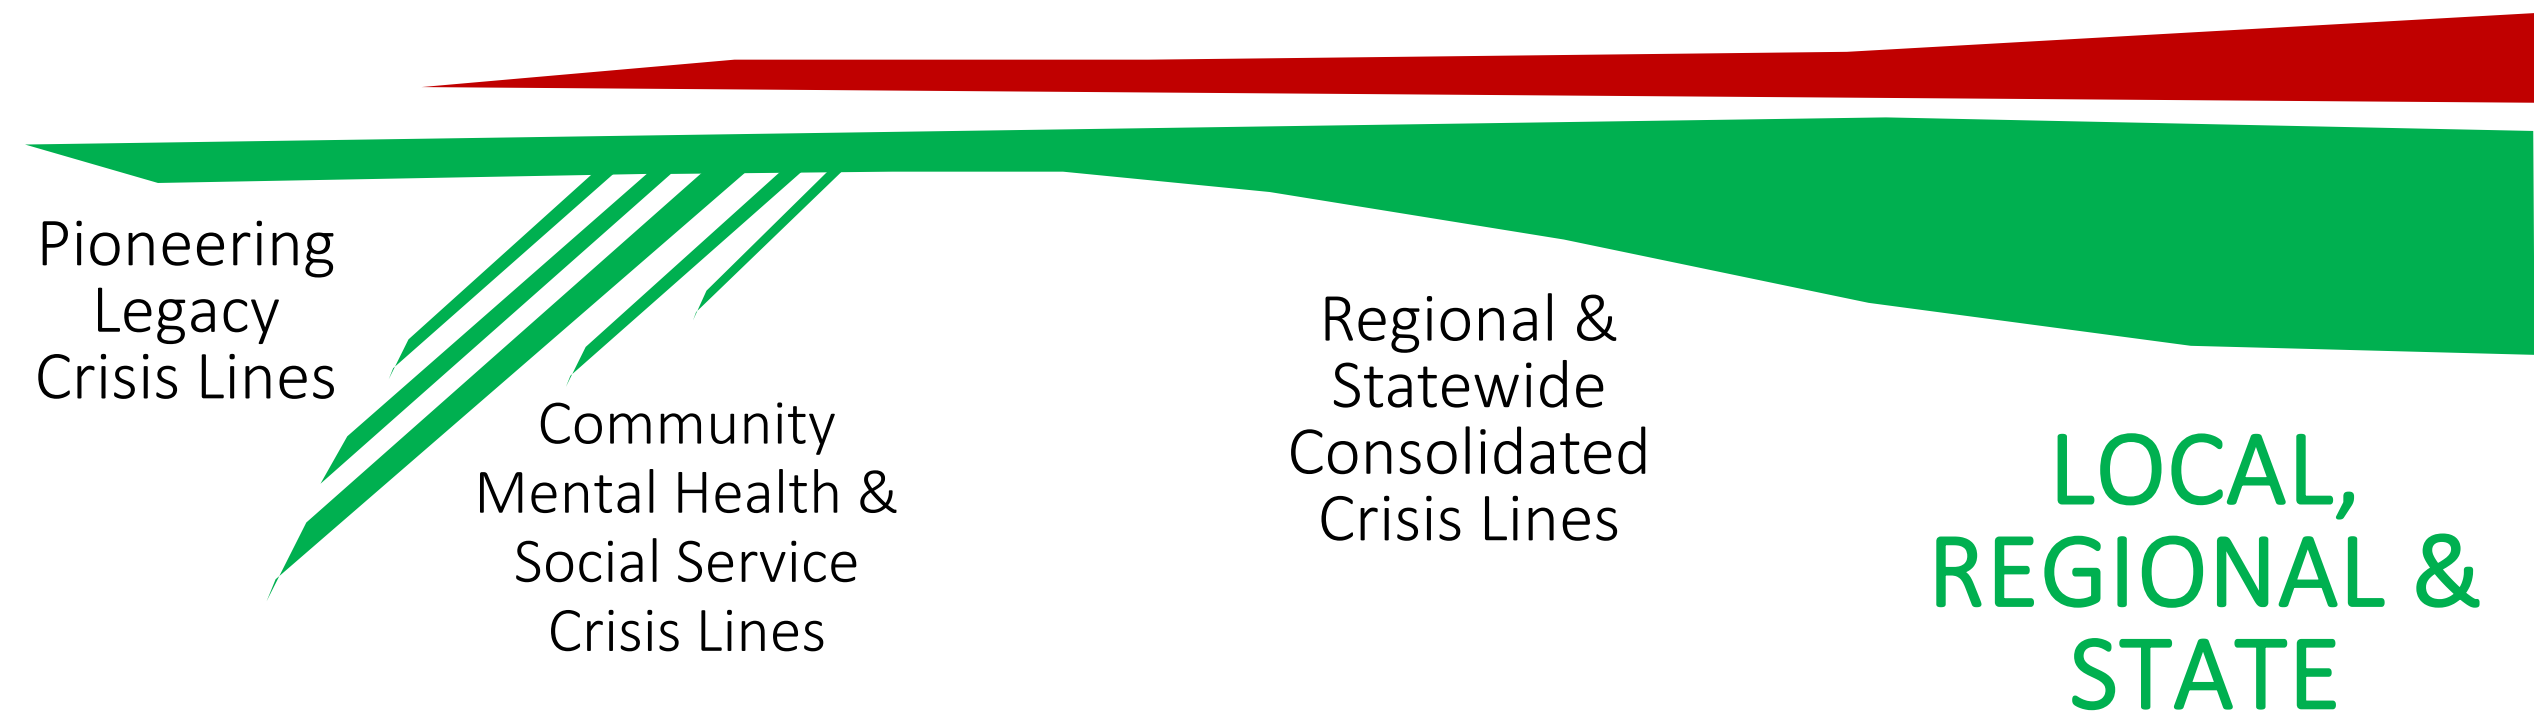 Pioneering
Legacy
Crisis Lines
Community
Mental Health &
Social Service
Crisis Lines
Regional &
Statewide
Consolidated
Crisis Lines
LOCAL,
REGIONAL &
STATE